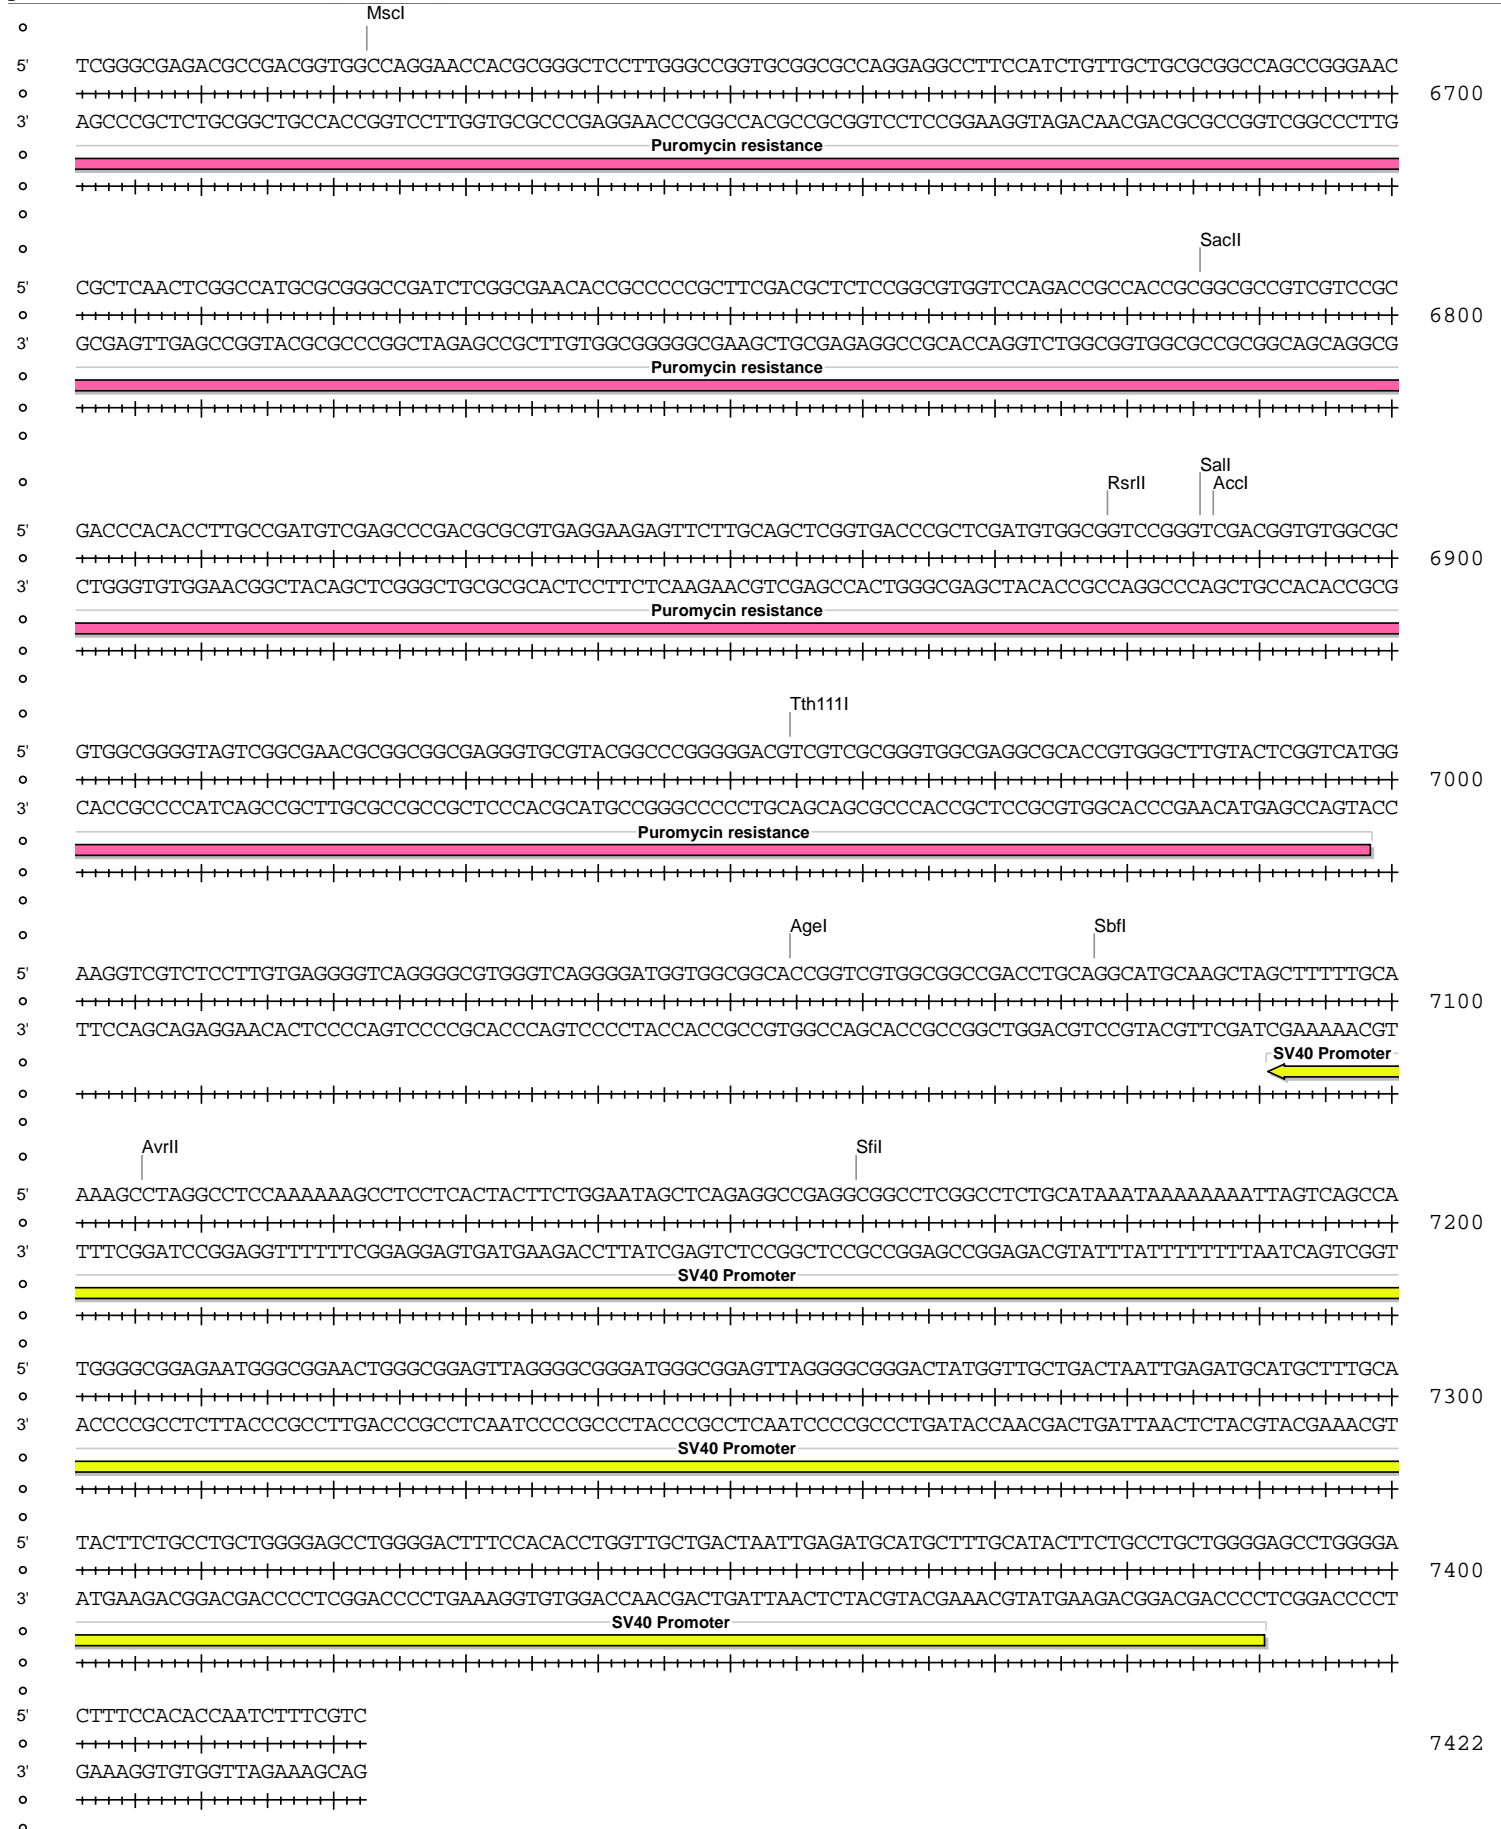 MscI
5' TCGGGCGAGACGCCGACGGTGGCCAGGAACCACGCGGGCTCCTTGGGCCGGTGCGGCGCCAGGAGGCCTTCCATCTGTTGCTGCGCGGCCAGCCGGGAAC
6700
3' AGCCCGCTCTGCGGCTGCCACCGGTCCTTGGTGCGCCCGAGGAACCCGGCCACGCCGCGGTCCTCCGGAAGGTAGACAACGACGCGCCGGTCGGCCCTTG
Puromycin resistance
SacII
5' CGCTCAACTCGGCCATGCGCGGGCCGATCTCGGCGAACACCGCCCCCGCTTCGACGCTCTCCGGCGTGGTCCAGACCGCCACCGCGGCGCCGTCGTCCGC
6800
3' GCGAGTTGAGCCGGTACGCGCCCGGCTAGAGCCGCTTGTGGCGGGGGCGAAGCTGCGAGAGGCCGCACCAGGTCTGGCGGTGGCGCCGCGGCAGCAGGCG
Puromycin resistance
SalI
RsrII AccI
5' GACCCACACCTTGCCGATGTCGAGCCCGACGCGCGTGAGGAAGAGTTCTTGCAGCTCGGTGACCCGCTCGATGTGGCGGTCCGGGTCGACGGTGTGGCGC
6900
3' CTGGGTGTGGAACGGCTACAGCTCGGGCTGCGCGCACTCCTTCTCAAGAACGTCGAGCCACTGGGCGAGCTACACCGCCAGGCCCAGCTGCCACACCGCG
Puromycin resistance
Tth111I
5' GTGGCGGGGTAGTCGGCGAACGCGGCGGCGAGGGTGCGTACGGCCCGGGGGACGTCGTCGCGGGTGGCGAGGCGCACCGTGGGCTTGTACTCGGTCATGG
7000
3' CACCGCCCCATCAGCCGCTTGCGCCGCCGCTCCCACGCATGCCGGGCCCCCTGCAGCAGCGCCCACCGCTCCGCGTGGCACCCGAACATGAGCCAGTACC
Puromycin resistance
AgeI SbfI
5' AAGGTCGTCTCCTTGTGAGGGGTCAGGGGCGTGGGTCAGGGGATGGTGGCGGCACCGGTCGTGGCGGCCGACCTGCAGGCATGCAAGCTAGCTTTTTGCA
7100
3' TTCCAGCAGAGGAACACTCCCCAGTCCCCGCACCCAGTCCCCTACCACCGCCGTGGCCAGCACCGCCGGCTGGACGTCCGTACGTTCGATCGAAAAACGT
SV40 Promoter
AvrII SfiI
5' AAAGCCTAGGCCTCCAAAAAAGCCTCCTCACTACTTCTGGAATAGCTCAGAGGCCGAGGCGGCCTCGGCCTCTGCATAAATAAAAAAAATTAGTCAGCCA
7200
3' TTTCGGATCCGGAGGTTTTTTCGGAGGAGTGATGAAGACCTTATCGAGTCTCCGGCTCCGCCGGAGCCGGAGACGTATTTATTTTTTTTAATCAGTCGGT
SV40 Promoter
5' TGGGGCGGAGAATGGGCGGAACTGGGCGGAGTTAGGGGCGGGATGGGCGGAGTTAGGGGCGGGACTATGGTTGCTGACTAATTGAGATGCATGCTTTGCA
7300
3' ACCCCGCCTCTTACCCGCCTTGACCCGCCTCAATCCCCGCCCTACCCGCCTCAATCCCCGCCCTGATACCAACGACTGATTAACTCTACGTACGAAACGT
SV40 Promoter
5' TACTTCTGCCTGCTGGGGAGCCTGGGGACTTTCCACACCTGGTTGCTGACTAATTGAGATGCATGCTTTGCATACTTCTGCCTGCTGGGGAGCCTGGGGA
7400
3' ATGAAGACGGACGACCCCTCGGACCCCTGAAAGGTGTGGACCAACGACTGATTAACTCTACGTACGAAACGTATGAAGACGGACGACCCCTCGGACCCCT
SV40 Promoter
5' CTTTCCACACCAATCTTTCGTC
7422
3' GAAAGGTGTGGTTAGAAAGCAG